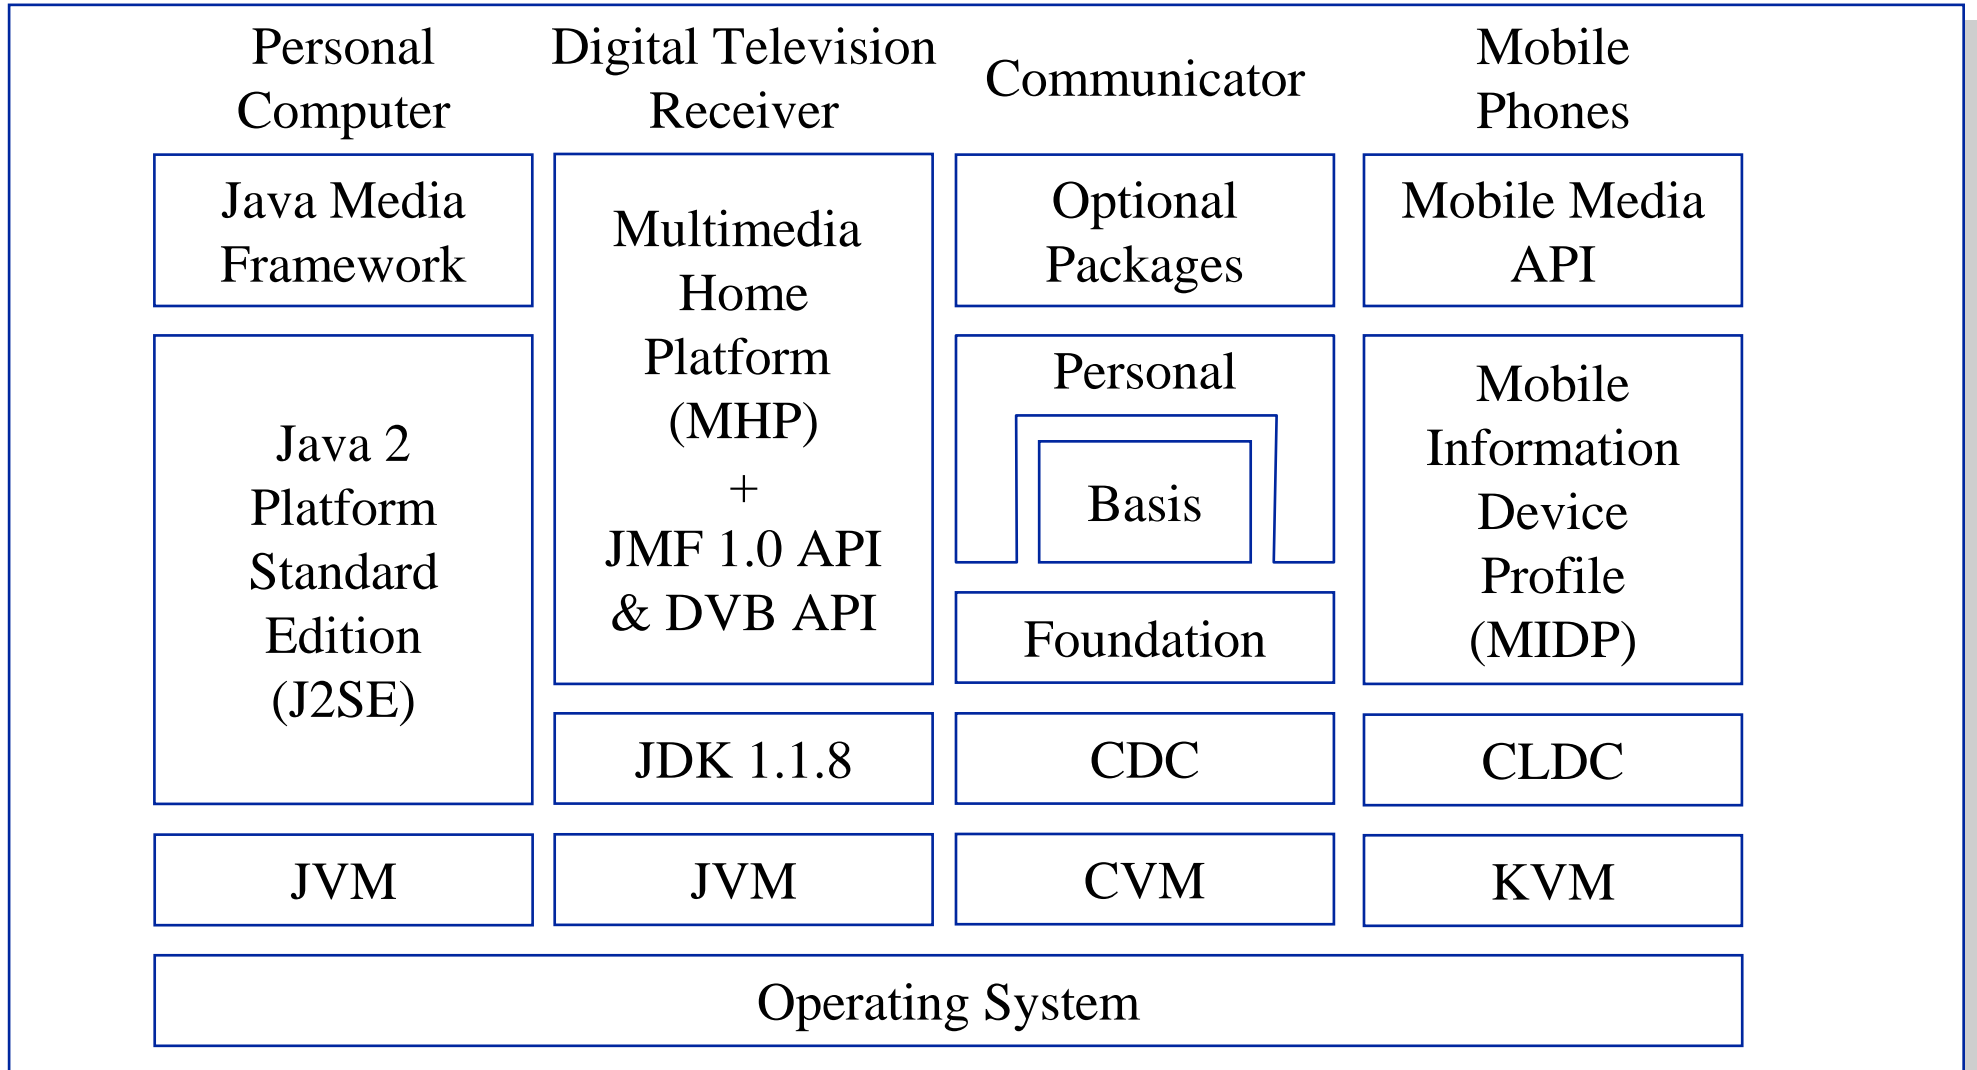 Personal
Computer
Digital Television
Receiver
Communicator
Mobile
Phones
Java Media
Framework
Multimedia
Home
Platform
(MHP)
+
JMF 1.0 API
& DVB API
Optional
Packages
Mobile Media
API
Java 2
Platform
Standard
Edition
(J2SE)
Personal
Basis
Foundation
Mobile
Information
Device
Profile
(MIDP)
JDK 1.1.8
CDC
CLDC
JVM
JVM
CVM
KVM
Operating System